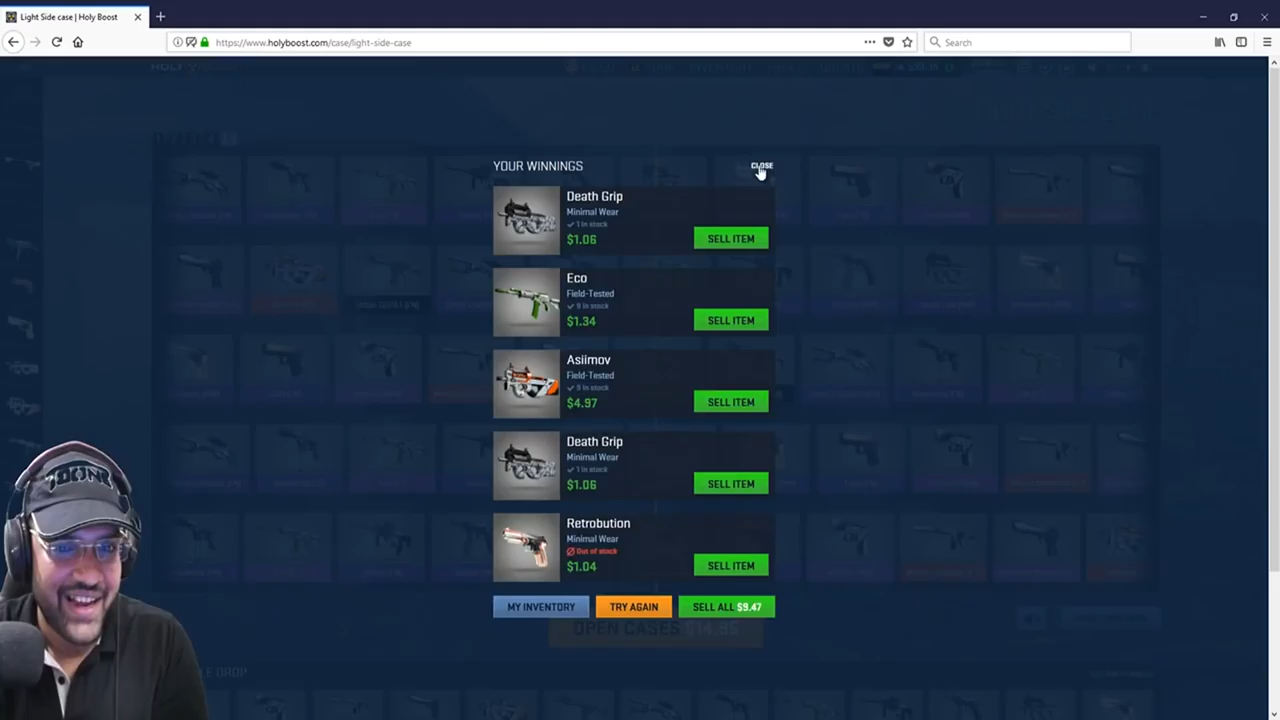 Light Side case | Holy Boost
https://www.holyboost.com/case/light-side-case
Search
YOUR WINNINGS
CLOSE
Death Grip
Minimal Wear
1 in stock
$1.06
SELL ITEM
Eco
Field-Tested
9 in stock
$1.34
SELL ITEM
Asiimov
Field-Tested
9 in stock
$4.97
SELL ITEM
Death Grip
Minimal Wear
1 in stock
$1.06
SELL ITEM
Retrobution
Minimal Wear
Out of stock
$1.04
SELL ITEM
MY INVENTORY
TRY AGAIN
SELL ALL $9.47
OPEN CASES $14.95